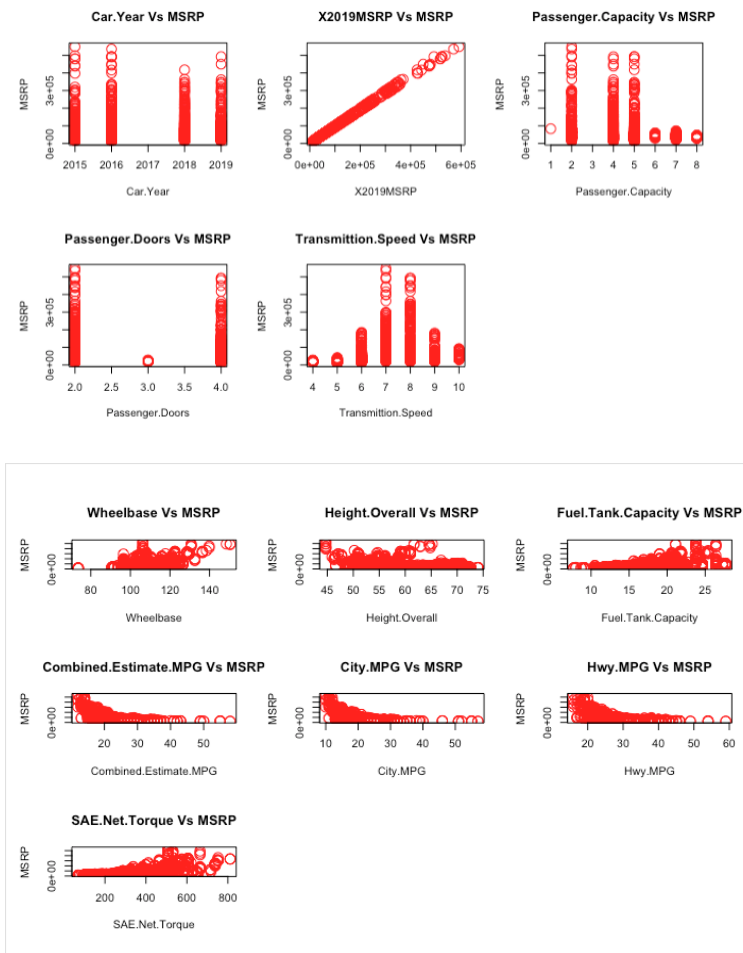 Car.Year Vs MSRP
MSRP
0e+00 3e+05
2015 2016 2017 2018 2019
Car.Year
X2019MSRP Vs MSRP
MSRP
0e+00 3e+05
0e+00 2e+05 4e+05 6e+05
X2019MSRP
Passenger.Capacity Vs MSRP
MSRP
0e+00 3e+05
1 2 3 4 5 6 7 8
Passenger.Capacity
Passenger.Doors Vs MSRP
MSRP
0e+00 3e+05
2.0 2.5 3.0 3.5 4.0
Passenger.Doors
Transmittion.Speed Vs MSRP
MSRP
0e+00 3e+05
4 5 6 7 8 9 10
Transmittion.Speed
Wheelbase Vs MSRP
MSRP
0e+00
80 100 120 140
Wheelbase
Height.Overall Vs MSRP
MSRP
0e+00
45 50 55 60 65 70 75
Height.Overall
Fuel.Tank.Capacity Vs MSRP
MSRP
0e+00
10 15 20 25
Fuel.Tank.Capacity
Combined.Estimate.MPG Vs MSRP
MSRP
0e+00
20 30 40 50
Combined.Estimate.MPG
City.MPG Vs MSRP
MSRP
0e+00
10 20 30 40 50
City.MPG
Hwy.MPG Vs MSRP
MSRP
0e+00
20 30 40 50 60
Hwy.MPG
SAE.Net.Torque Vs MSRP
MSRP
0e+00
200 400 600 800
SAE.Net.Torque